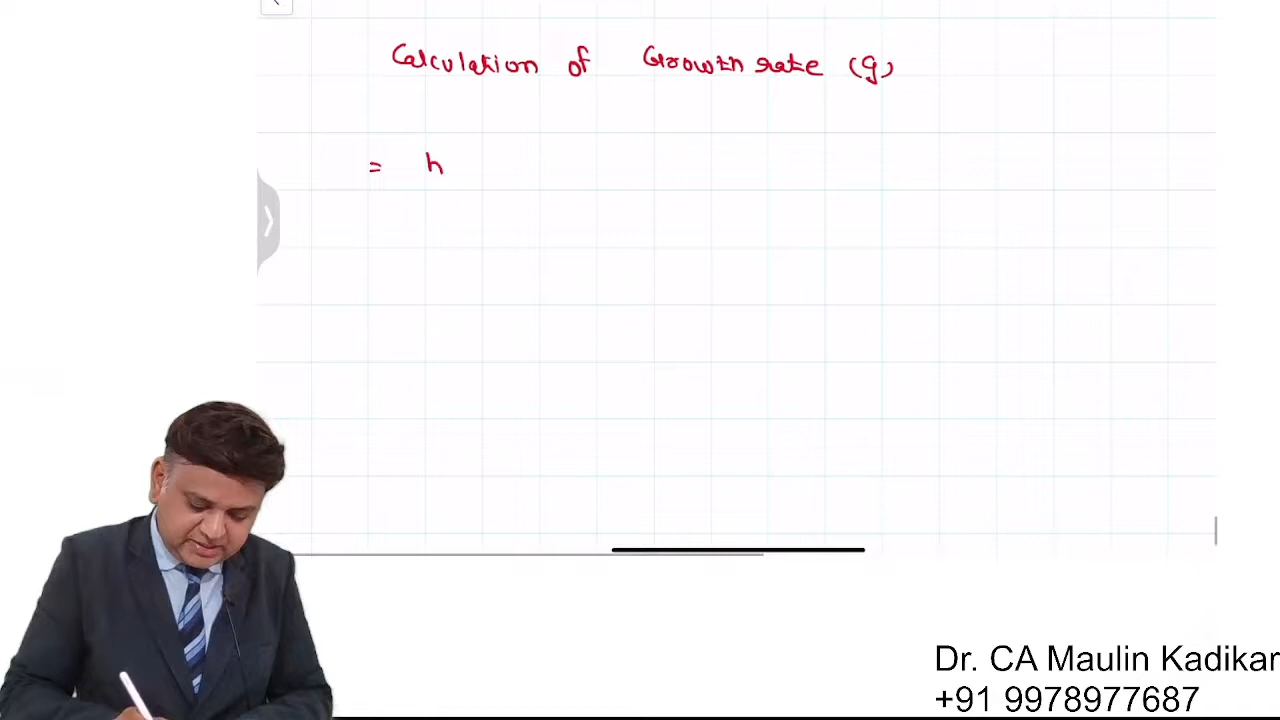 Calculation of Growth rate (g)
= n
Dr. CA Maulin Kadikar
+91 9978977687